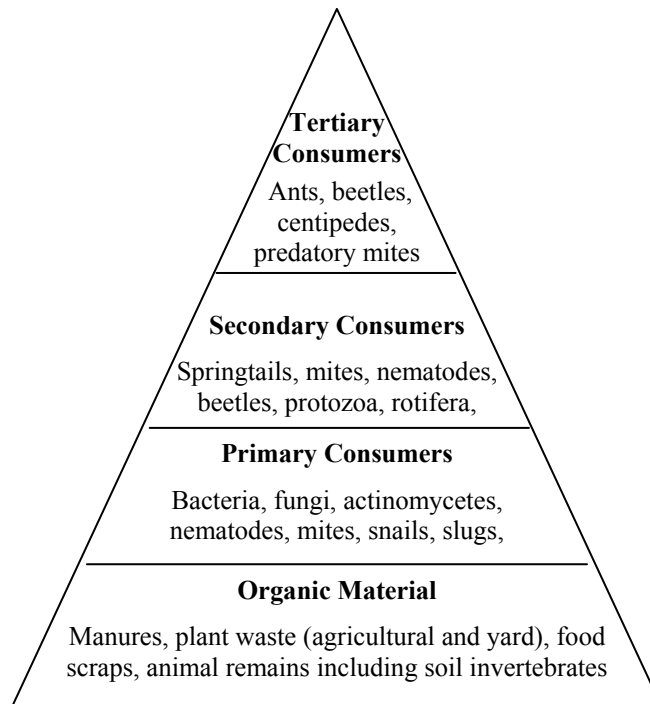 Tertiary
Consumers
Ants, beetles,
centipedes,
predatory mites
Secondary Consumers
Springtails, mites, nematodes,
beetles, protozoa, rotifera,
Primary Consumers
Bacteria, fungi, actinomycetes,
nematodes, mites, snails, slugs,
Organic Material
Manures, plant waste (agricultural and yard), food
scraps, animal remains including soil invertebrates